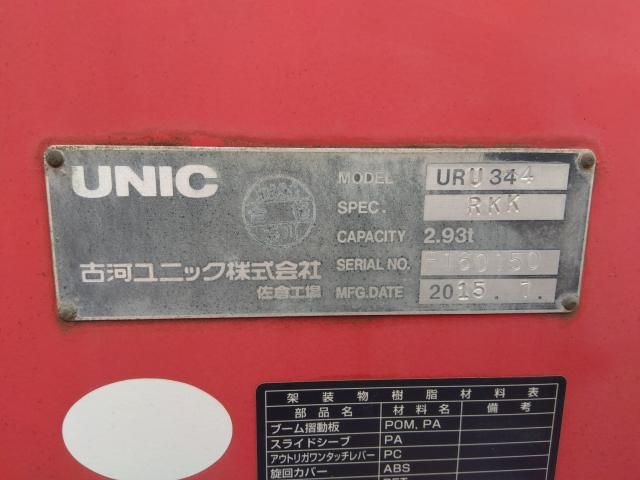 UNIC
MODEL URU344
SPEC. RKK
CAPACITY 2.93t
古河ユニック株式会社
SERIAL NO.
佐倉工場
MFG.DATE 2015. 7.
架装物樹脂材料表
部品名 材料名 備考
ブーム摺動板 POM, PA
スライドシーブ PA
アウトリガワンタッチレバー PC
旋回カバー ABS